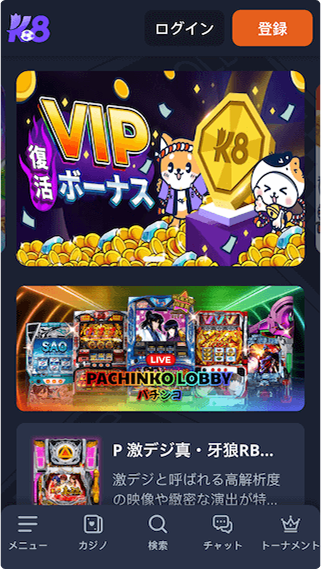 K8
ログイン
登録
VIP
復活
ボーナス
K8
SAO
LIVE
PACHINKO LOBBY
パチンコ
P 激デジ真・牙狼RB...
激デジと呼ばれる高解析度
の映像や緻密な演出が特...
メニュー
カジノ
検索
チャット
トーナメント